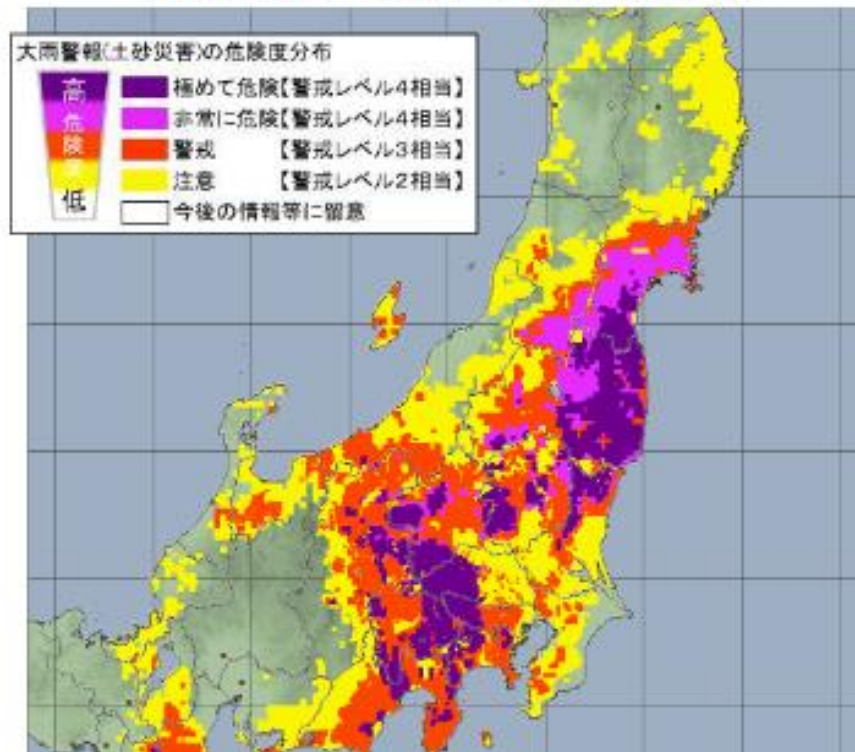 大雨警報(土砂災害)の危険度分布
高
危
険
度
低
極めて危険【警戒レベル4相当】
非常に危険【警戒レベル4相当】
警戒 【警戒レベル3相当】
注意 【警戒レベル2相当】
今後の情報等に留意